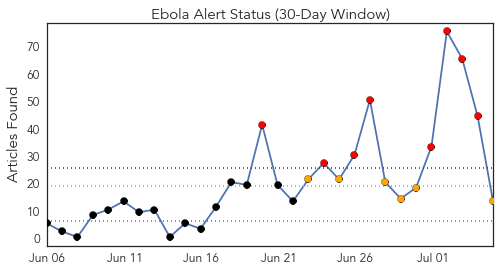 Ebola Alert Status (30-Day Window)
Articles Found
70
60
50
40
30
20
10
0
Jun 06 Jun 11 Jun 16 Jun 21 Jun 26 Jul 01